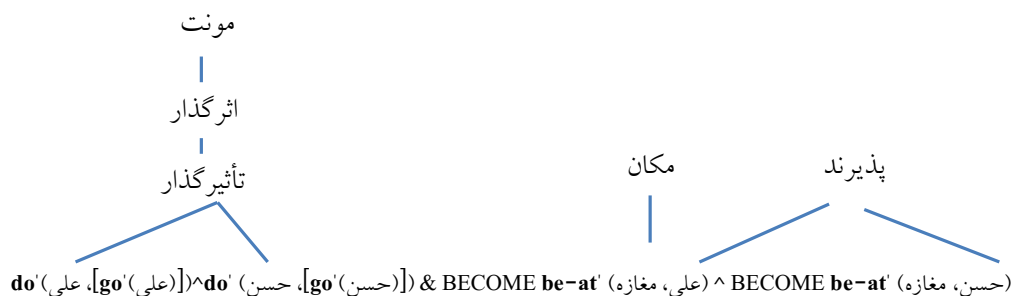 مونت
اثرگذار
تأثیرگذار مکان پذیرند
do'(علی، [go'(علی)])^do' (حسن، [go'(حسن)]) & BECOME be-at' (علی، مغازه) ^ BECOME be-at' (حسن، مغازه)